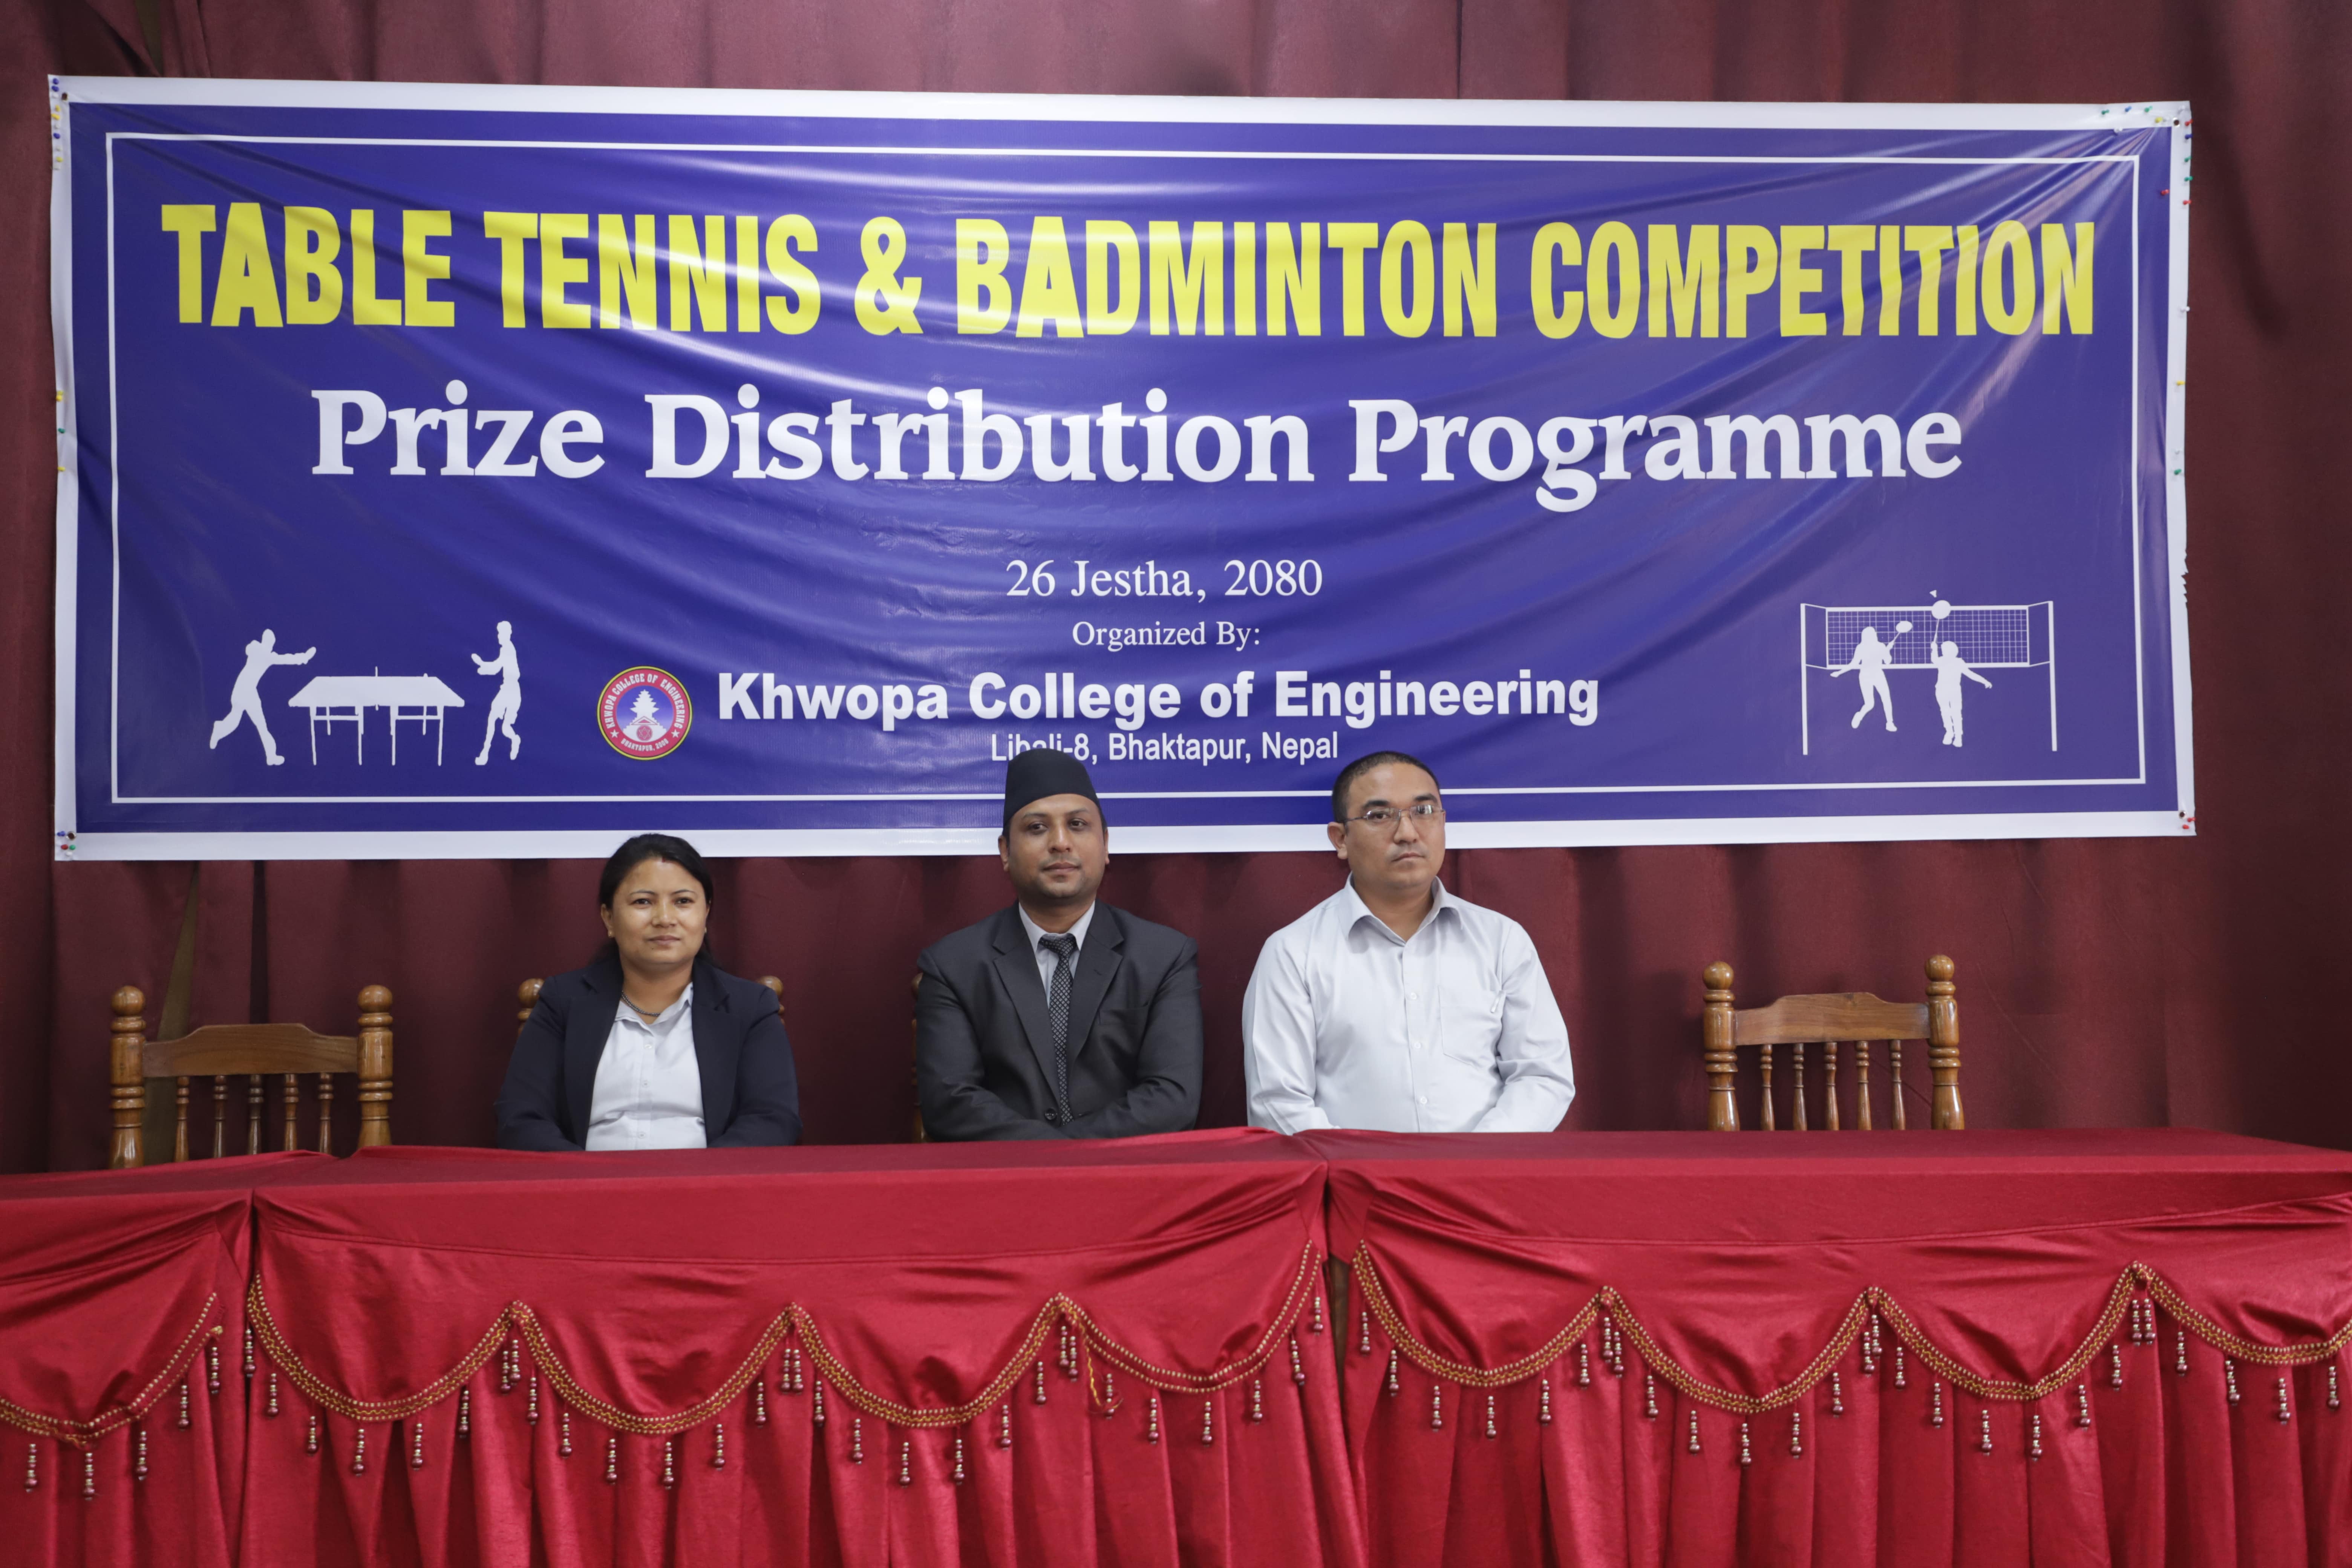 TABLE TENNIS & BADMINTON COMPETITION
Prize Distribution Programme
26 Jestha, 2080
Organized By:
KHWOPA COLLEGE OF ENGINEERING
BHAKTAPUR, 2008
Khwopa College of Engineering
Libali-8, Bhaktapur, Nepal